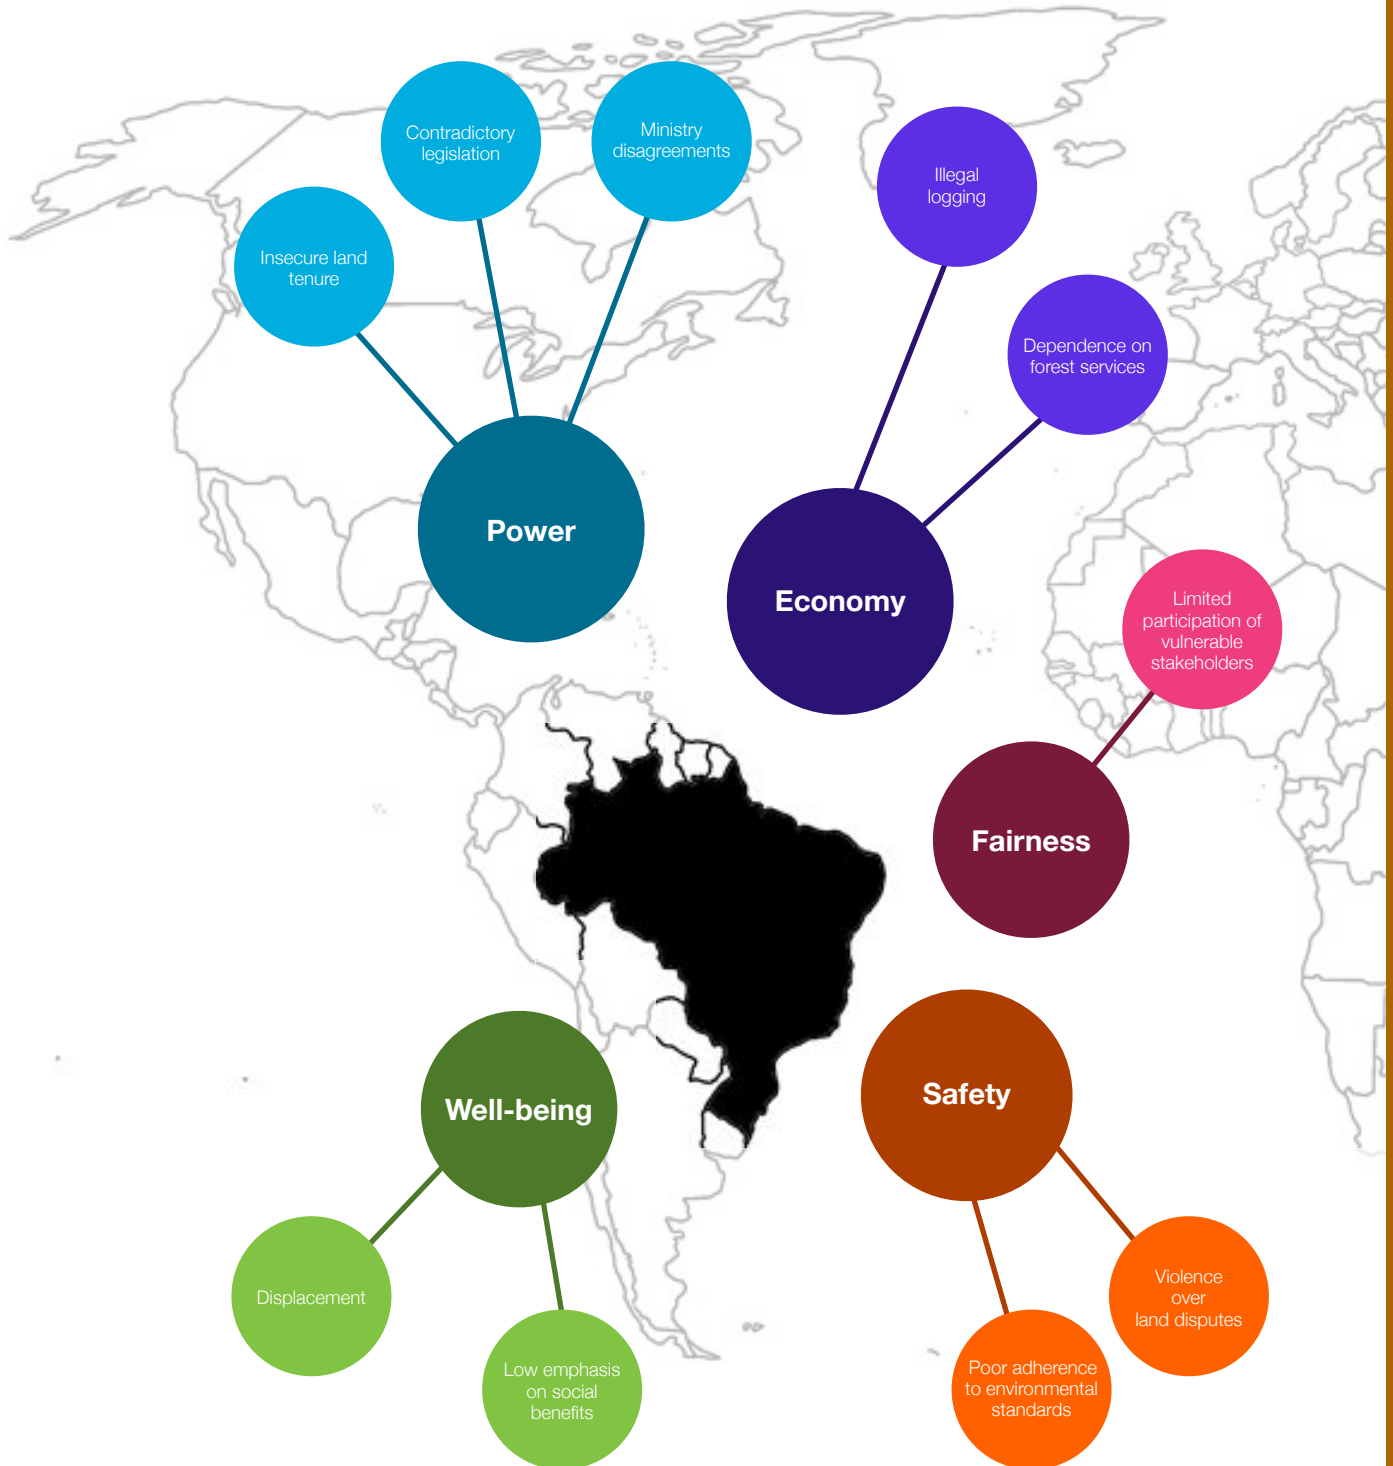 Contradictory
legislation
Ministry
disagreements
Insecure land
tenure
Power
Illegal
logging
Dependence on
forest services
Economy
Limited
participation of
vulnerable
stakeholders
Fairness
Well-being
Displacement
Low emphasis
on social
benefits
Safety
Violence
over
land disputes
Poor adherence
to environmental
standards